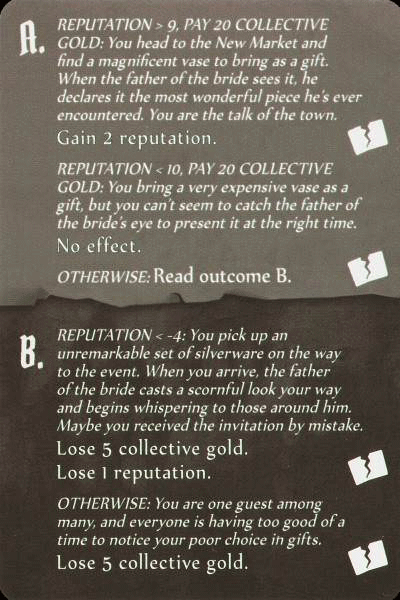 A.
REPUTATION > 9, PAY 20 COLLECTIVE
GOLD: You head to the New Market and
find a magnificent vase to bring as a gift.
When the father of the bride sees it, he
declares it the most wonderful piece he's ever
encountered. You are the talk of the town.
Gain 2 reputation.
REPUTATION < 10, PAY 20 COLLECTIVE
GOLD: You bring a very expensive vase as a
gift, but you can't seem to catch the father of
the bride's eye to present it at the right time.
No effect.
OTHERWISE: Read outcome B.
B.
REPUTATION < -4: You pick up an
unremarkable set of silverware on the way
to the event. When you arrive, the father
of the bride casts a scornful look your way
and begins whispering to those around him.
Maybe you received the invitation by mistake.
Lose 5 collective gold.
Lose 1 reputation.
OTHERWISE: You are one guest among
many, and everyone is having too good of a
time to notice your poor choice in gifts.
Lose 5 collective gold.